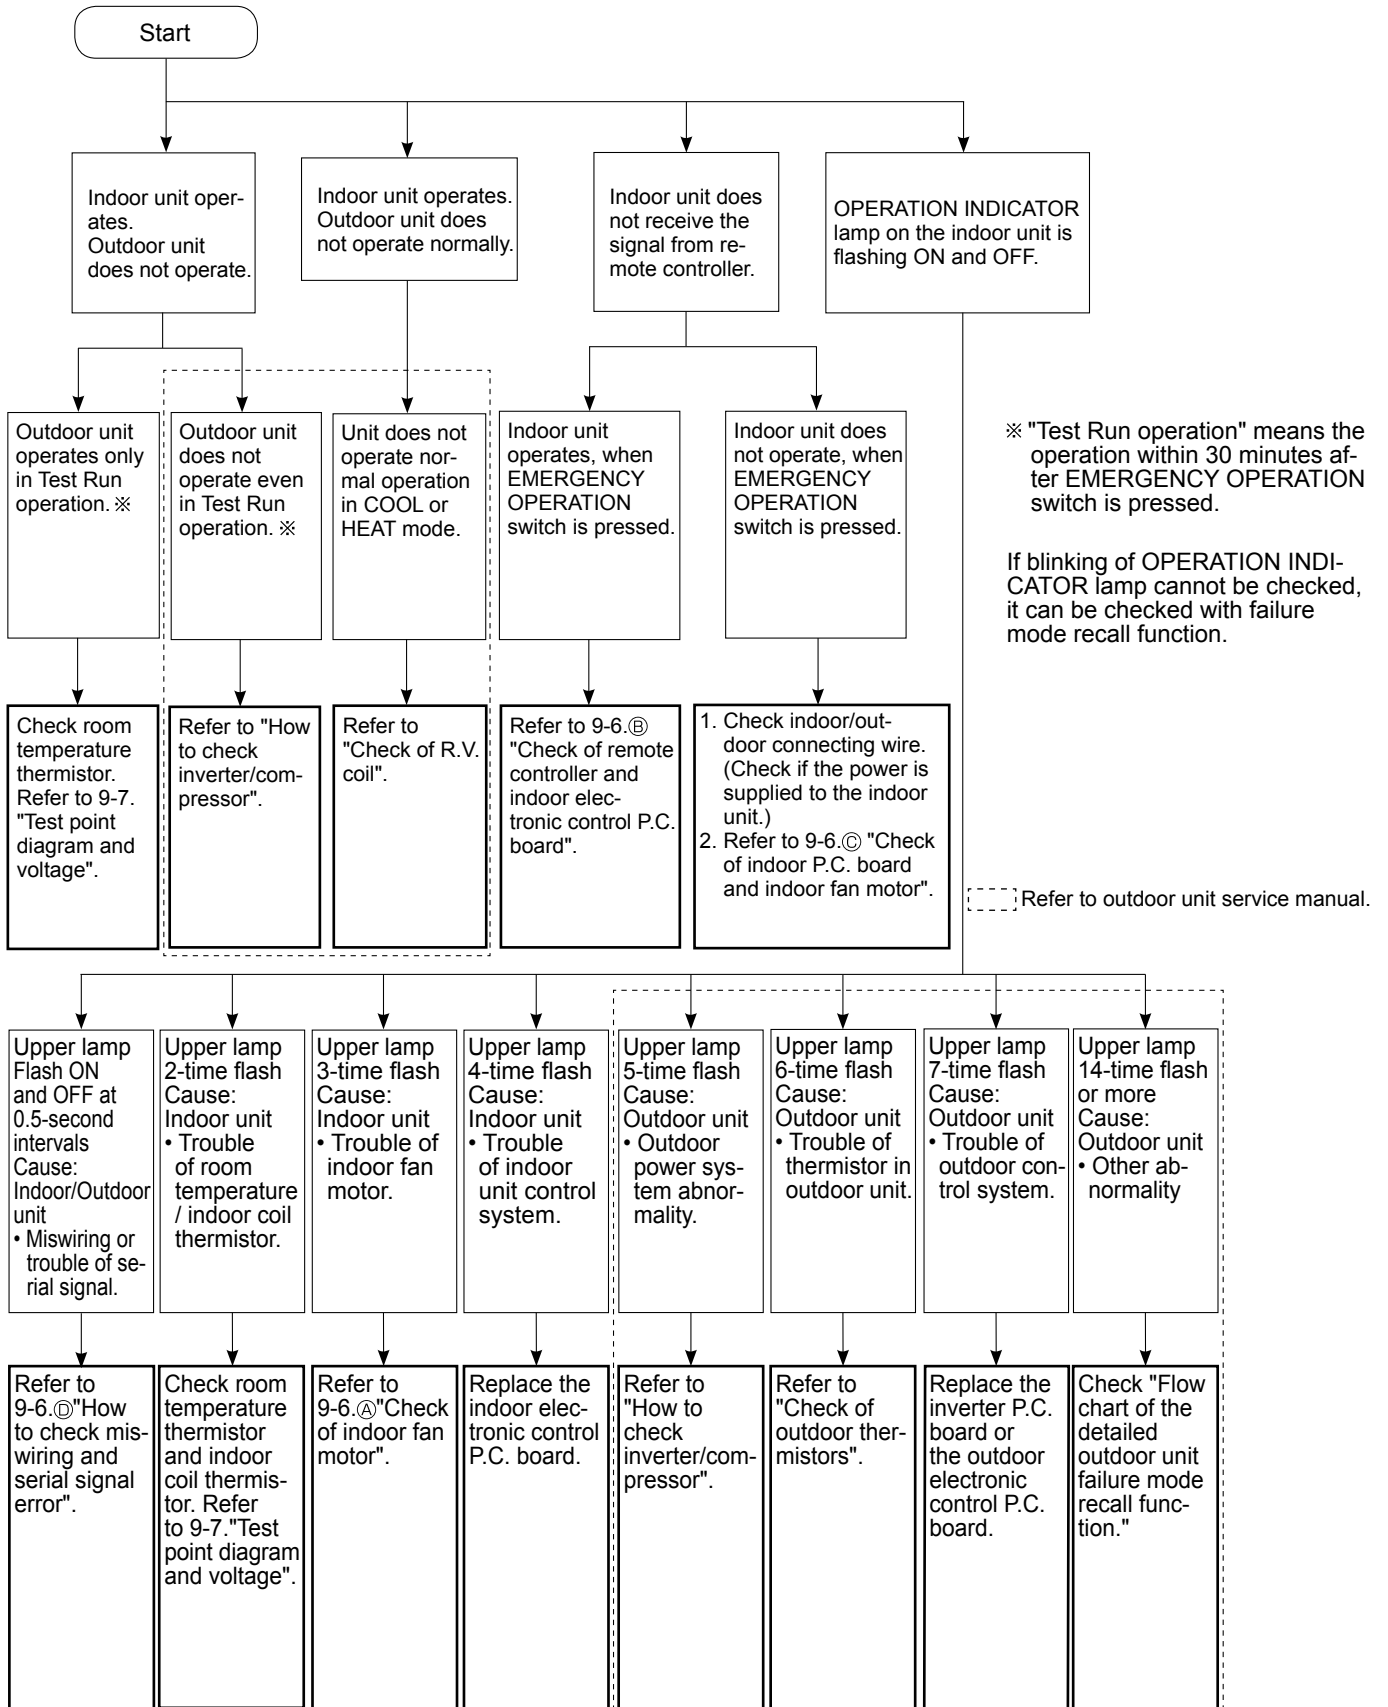 Start
Indoor unit oper-
ates.
Outdoor unit
does not operate.
Indoor unit operates.
Outdoor unit does
not operate normally.
Indoor unit does
not receive the
signal from re-
mote controller.
OPERATION INDICATOR
lamp on the indoor unit is
flashing ON and OFF.
Outdoor unit
operates only
in Test Run
operation. ※
Outdoor unit
does not
operate even
in Test Run
operation. ※
Unit does not
operate nor-
mal operation
in COOL or
HEAT mode.
Indoor unit
operates, when
EMERGENCY
OPERATION
switch is pressed.
Indoor unit does
not operate, when
EMERGENCY
OPERATION
switch is pressed.
※ "Test Run operation" means the
operation within 30 minutes af-
ter EMERGENCY OPERATION
switch is pressed.
If blinking of OPERATION INDI-
CATOR lamp cannot be checked,
it can be checked with failure
mode recall function.
Check room
temperature
thermistor.
Refer to 9-7.
"Test point
diagram and
voltage".
Refer to "How
to check
inverter/com-
pressor".
Refer to
"Check of R.V.
coil".
Refer to 9-6.Ⓑ
"Check of remote
controller and
indoor elec-
tronic control P.C.
board".
1. Check indoor/out-
door connecting wire.
(Check if the power is
supplied to the indoor
unit.)
2. Refer to 9-6.Ⓒ "Check
of indoor P.C. board
and indoor fan motor".
Refer to outdoor unit service manual.
Upper lamp
Flash ON
and OFF at
0.5-second
intervals
Cause:
Indoor/Outdoor
unit
• Miswiring or
trouble of se-
rial signal.
Upper lamp
2-time flash
Cause:
Indoor unit
• Trouble
of room
temperature
/ indoor coil
thermistor.
Upper lamp
3-time flash
Cause:
Indoor unit
• Trouble of
indoor fan
motor.
Upper lamp
4-time flash
Cause:
Indoor unit
• Trouble
of indoor
unit control
system.
Upper lamp
5-time flash
Cause:
Outdoor unit
• Outdoor
power sys-
tem abnor-
mality.
Upper lamp
6-time flash
Cause:
Outdoor unit
• Trouble of
thermistor in
outdoor unit.
Upper lamp
7-time flash
Cause:
Outdoor unit
• Trouble of
outdoor con-
trol system.
Upper lamp
14-time flash
or more
Cause:
Outdoor unit
• Other ab-
normality
Refer to
9-6.Ⓓ"How
to check mis-
wiring and
serial signal
error".
Check room
temperature
thermistor
and indoor
coil thermis-
tor. Refer
to 9-7."Test
point diagram
and voltage".
Refer to
9-6.Ⓐ"Check
of indoor fan
motor".
Replace the
indoor elec-
tronic control
P.C. board.
Refer to
"How to
check
inverter/com-
pressor".
Refer to
"Check of
outdoor ther-
mistors".
Replace the
inverter P.C.
board or
the outdoor
electronic
control P.C.
board.
Check "Flow
chart of the
detailed
outdoor unit
failure mode
recall func-
tion."